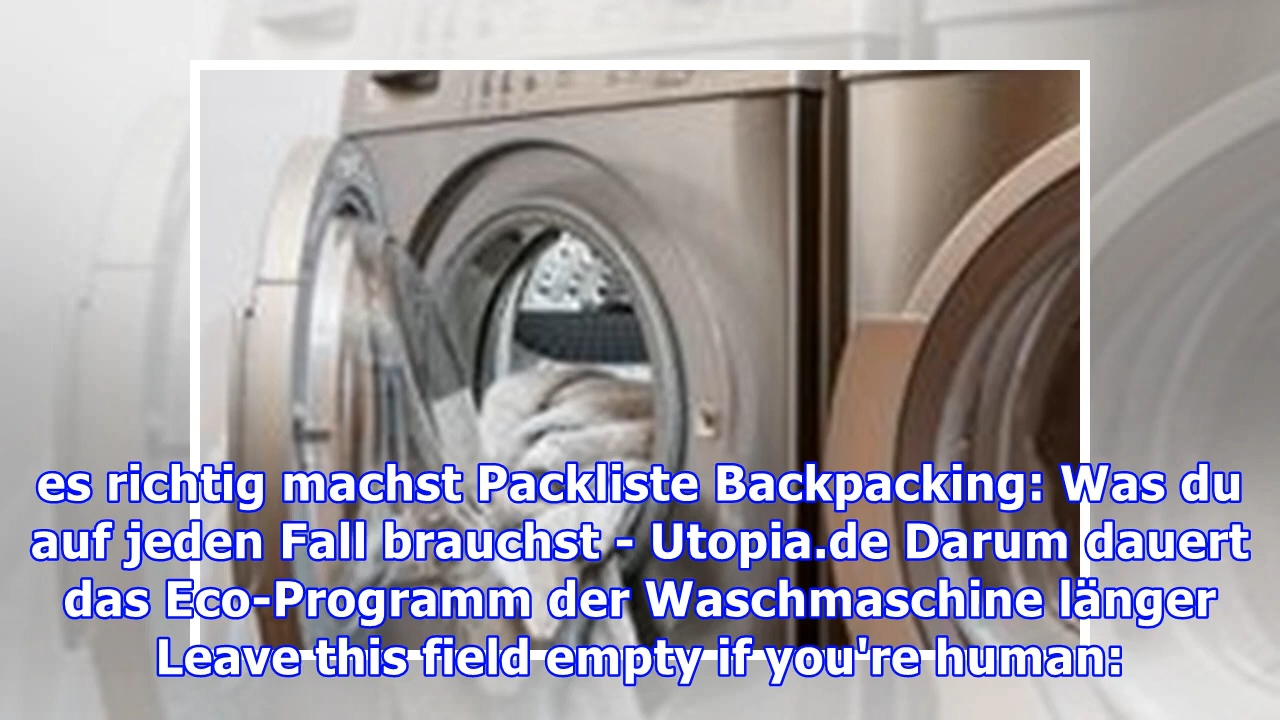 es richtig machst Packliste Backpacking: Was du
auf jeden Fall brauchst - Utopia.de Darum dauert
das Eco-Programm der Waschmaschine länger
Leave this field empty if you're human: